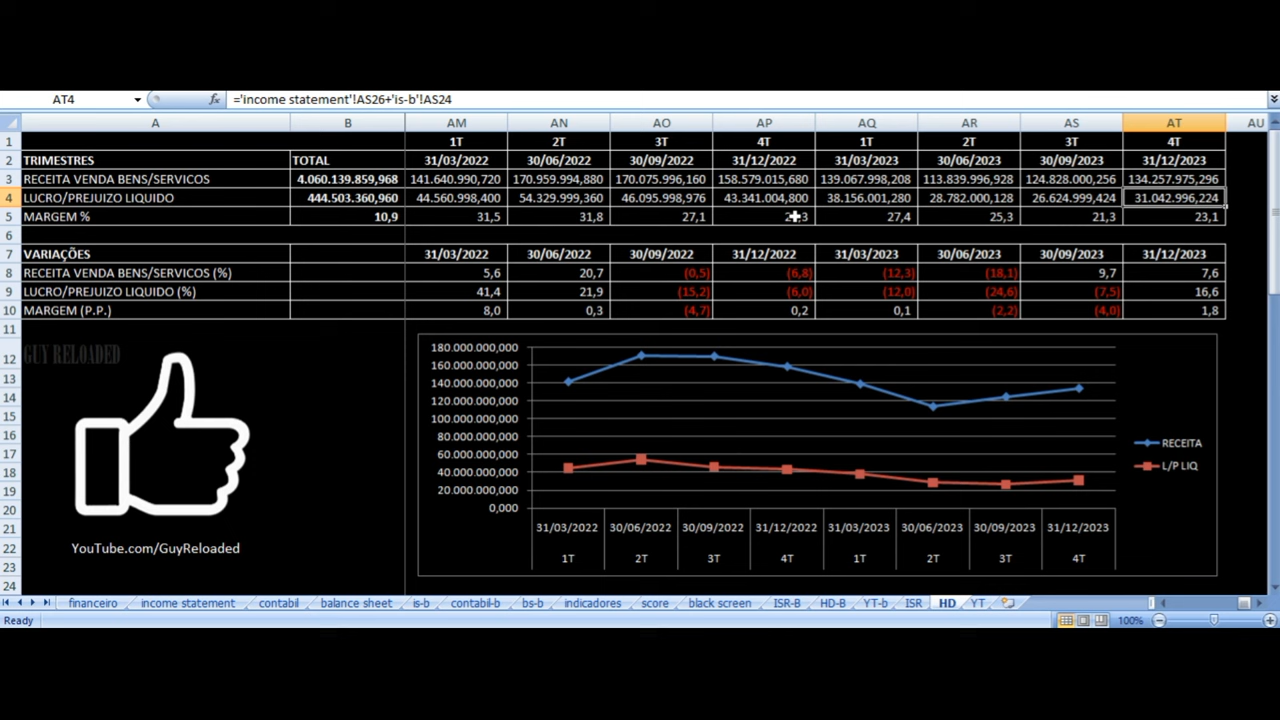 AT4 fx ='income statement'!AS26+'is-b'!AS24
A B AM AN AO AP AQ AR AS AT AU
1 1T 2T 3T 4T 1T 2T 3T 4T
2 TRIMESTRES TOTAL 31/03/2022 30/06/2022 30/09/2022 31/12/2022 31/03/2023 30/06/2023 30/09/2023 31/12/2023
3 RECEITA VENDA BENS/SERVICOS 4.060.139.859,968 141.640.990,720 170.959.994,880 170.075.996,160 158.579.015,680 139.067.998,208 113.839.996,928 124.828.000,256 134.257.975,296
4 LUCRO/PREJUIZO LIQUIDO 444.503.360,960 44.560.998,400 54.329.999,360 46.095.998,976 43.341.004,800 38.156.001,280 28.782.000,128 26.624.999,424 31.042.996,224
5 MARGEM % 10,9 31,5 31,8 27,1 27,4 25,3 21,3 23,1
6
7 VARIAÇÕES 31/03/2022 30/06/2022 30/09/2022 31/12/2022 31/03/2023 30/06/2023 30/09/2023 31/12/2023
8 RECEITA VENDA BENS/SERVICOS (%) 5,6 20,7 (0,5) (6,8) (12,3) (18,1) 9,7 7,6
9 LUCRO/PREJUIZO LIQUIDO (%) 41,4 21,9 (15,2) (6,0) (12,0) (24,6) (7,5) 16,6
10 MARGEM (P.P.) 8,0 0,3 (4,7) 0,2 0,1 (2,2) (4,0) 1,8
11
12 GUY RELOADED
13
14
15
16
17
18
19
20
21
22
23
24
YouTube.com/GuyReloaded
180.000.000,000
160.000.000,000
140.000.000,000
120.000.000,000
100.000.000,000
80.000.000,000
60.000.000,000
40.000.000,000
20.000.000,000
0,000
31/03/2022 30/06/2022 30/09/2022 31/12/2022 31/03/2023 30/06/2023 30/09/2023 31/12/2023
1T 2T 3T 4T 1T 2T 3T 4T
RECEITA
L/P LIQ
financeiro income statement contabil balance sheet is-b contabil-b bs-b indicadores score black screen ISR-B HD-B YT-b ISR HD YT
Ready 100%